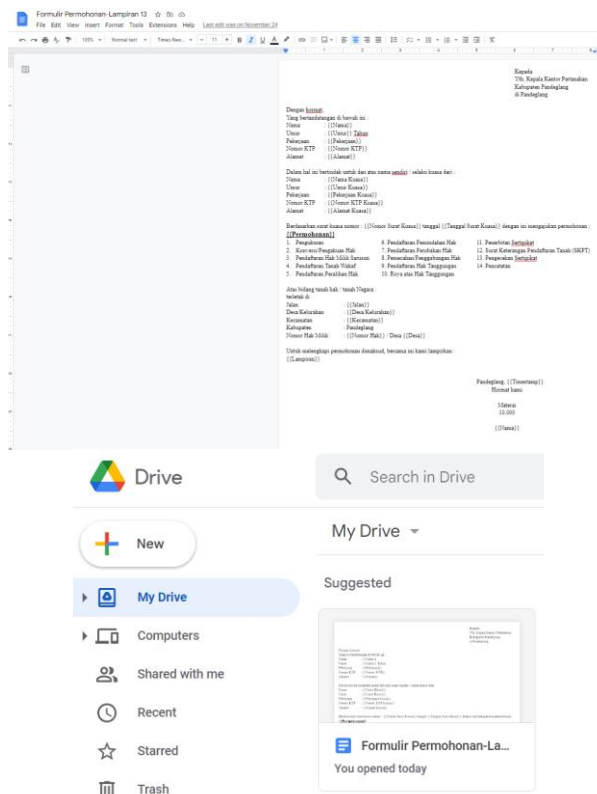 Formulir Permohonan-Lampiran 13
File Edit View Insert Format Tools Extensions Help Last edit was on November 24
100% Normal text Times New... 11 B I U A
Kepada
Yth. Kepala Kantor Pertanahan
Kabupaten Pandeglang
di Pandeglang
Dengan hormat,
Yang bertandatangan di bawah ini :
Nama : {{Nama}}
Umur : {{Umur}} Tahun
Pekerjaan : {{Pekerjaan}}
Nomor KTP : {{Nomor KTP}}
Alamat : {{Alamat}}
Dalam hal ini bertindak untuk dan atas nama sendiri / selaku kuasa dari :
Nama : {{Nama Kuasa}}
Umur : {{Umur Kuasa}}
Pekerjaan : {{Pekerjaan Kuasa}}
Nomor KTP : {{Nomor KTP Kuasa}}
Alamat : {{Alamat Kuasa}}
Berdasarkan surat kuasa nomor : {{Nomor Surat Kuasa}} tanggal {{Tanggal Surat Kuasa}} dengan ini mengajukan permohonan :
{{Permohonan}}
1. Pengukuran 6. Pendaftaran Pemindahan Hak 11. Penerbitan Sertipikat
2. Konversi Pengakuan Hak 7. Pendaftaran Perubahan Hak 12. Surat Keterangan Pendaftaran Tanah (SKPT)
3. Pendaftaran Hak Milik Sarusun 8. Pemecahan Penggabungan Hak 13. Pengecekan Sertipikat
4. Pendaftaran Tanah Wakaf 9. Pendaftaran Hak Tanggungan 14. Pencatatan
5. Pendaftaran Peralihan Hak 10. Roya atas Hak Tanggungan
Atas bidang tanah hak / tanah Negara :
terletak di
Jalan : {{Jalan}}
Desa/Kelurahan : {{Desa/Kelurahan}}
Kecamatan : {{Kecamatan}}
Kabupaten : Pandeglang
Nomor Hak Milik : {{Nomor Hak}} / Desa {{Desa}}
Untuk melengkapi permohonan dimaksud, bersama ini kami lampirkan :
{{Lampiran}}
Pandeglang, {{Timestamp}}
Hormat kami
Materai
10.000
{{Nama}}
Drive
Search in Drive
New
My Drive
My Drive
Suggested
Computers
Shared with me
Recent
Starred
Trash
Formulir Permohonan-La...
You opened today